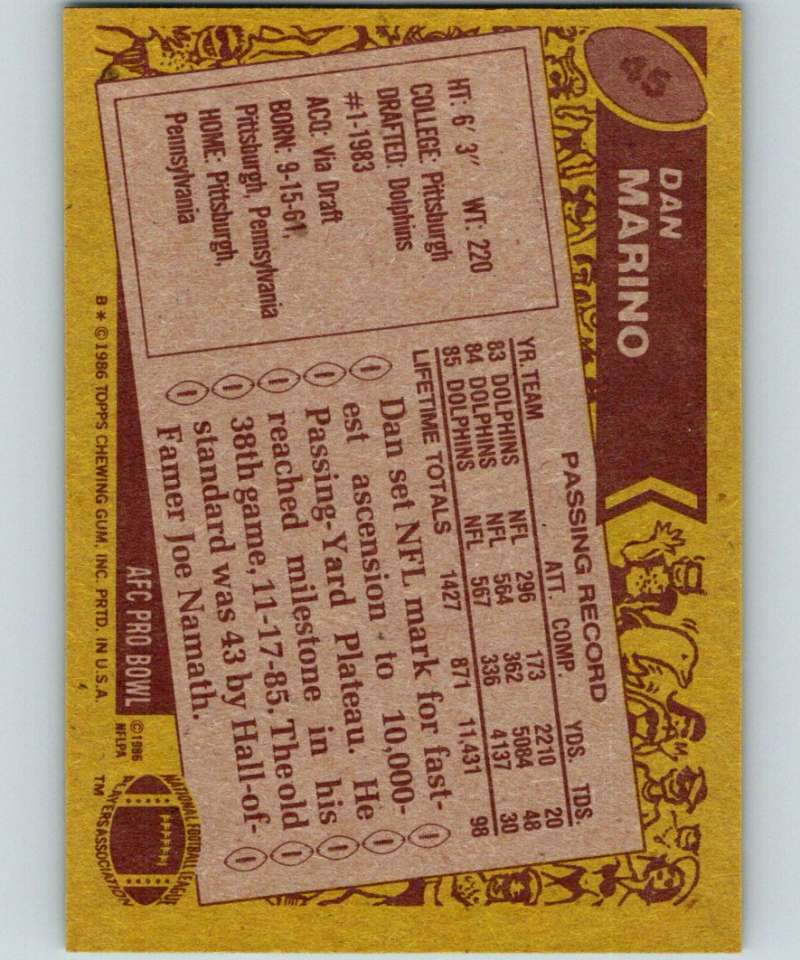 45
DAN
MARINO
HT: 6' 3" WT: 220
COLLEGE: Pittsburgh
DRAFTED: Dolphins
#1-1983
ACQ: Via Draft
BORN: 9-15-61,
Pittsburgh, Pennsylvania
HOME: Pittsburgh,
Pennsylvania
PASSING RECORD
YR. TEAM ATT. COMP. YDS. TDS.
83 DOLPHINS NFL 296 173 2210 20
84 DOLPHINS NFL 564 362 5084 48
85 DOLPHINS NFL 567 336 4137 30
LIFETIME TOTALS 1427 871 11,431 98
Dan set NFL mark for fast-
est ascension to 10,000-
Passing-Yard Plateau. He
reached milestone in his
38th game, 11-17-85. The old
standard was 43 by Hall-of-
Famer Joe Namath.
AFC PRO BOWL
B * © 1986 TOPPS CHEWING GUM, INC. PRTD. IN U.S.A.
© 1986
NFLPA
NATIONAL FOOTBALL LEAGUE
PLAYERS ASSOCIATION
TM